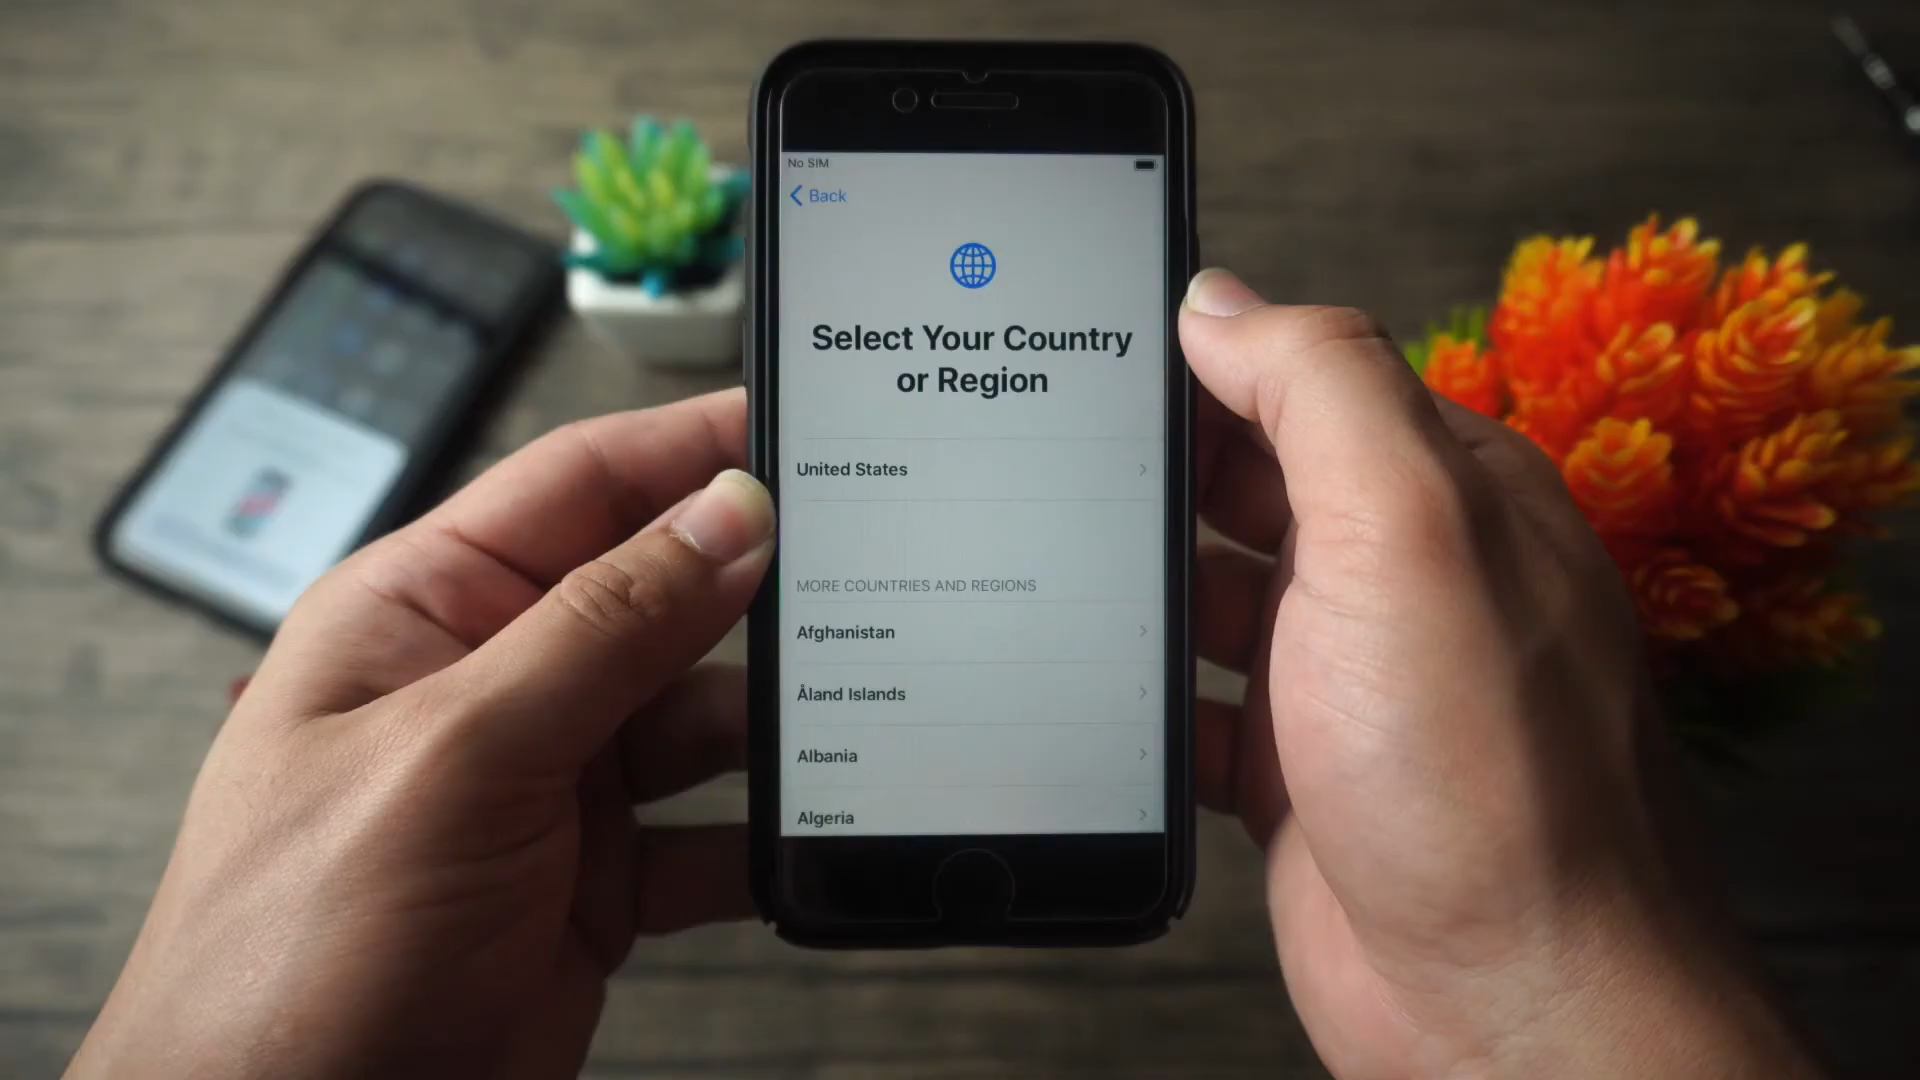 No SIM
Back
Select Your Country
or Region
United States
MORE COUNTRIES AND REGIONS
Afghanistan
Åland Islands
Albania
Algeria